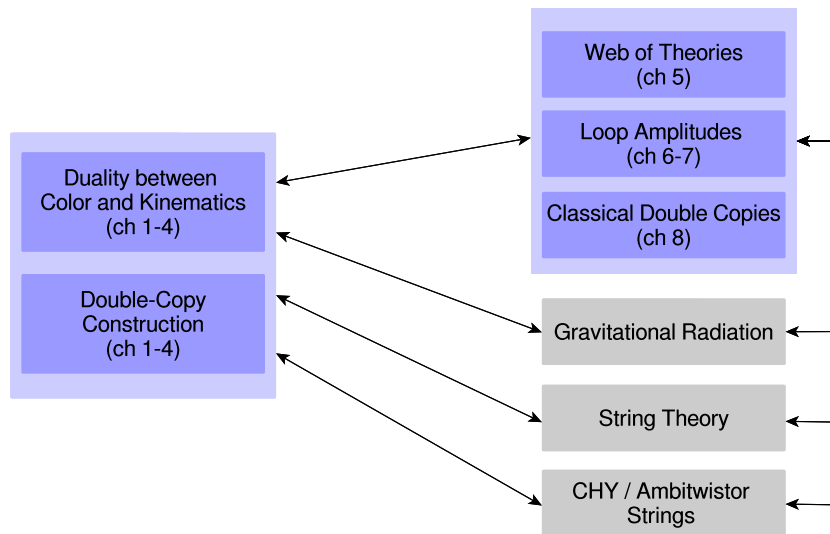 Duality between
Color and Kinematics
(ch 1-4)
Double-Copy
Construction
(ch 1-4)
Web of Theories
(ch 5)
Loop Amplitudes
(ch 6-7)
Classical Double Copies
(ch 8)
Gravitational Radiation
String Theory
CHY / Ambitwistor
Strings